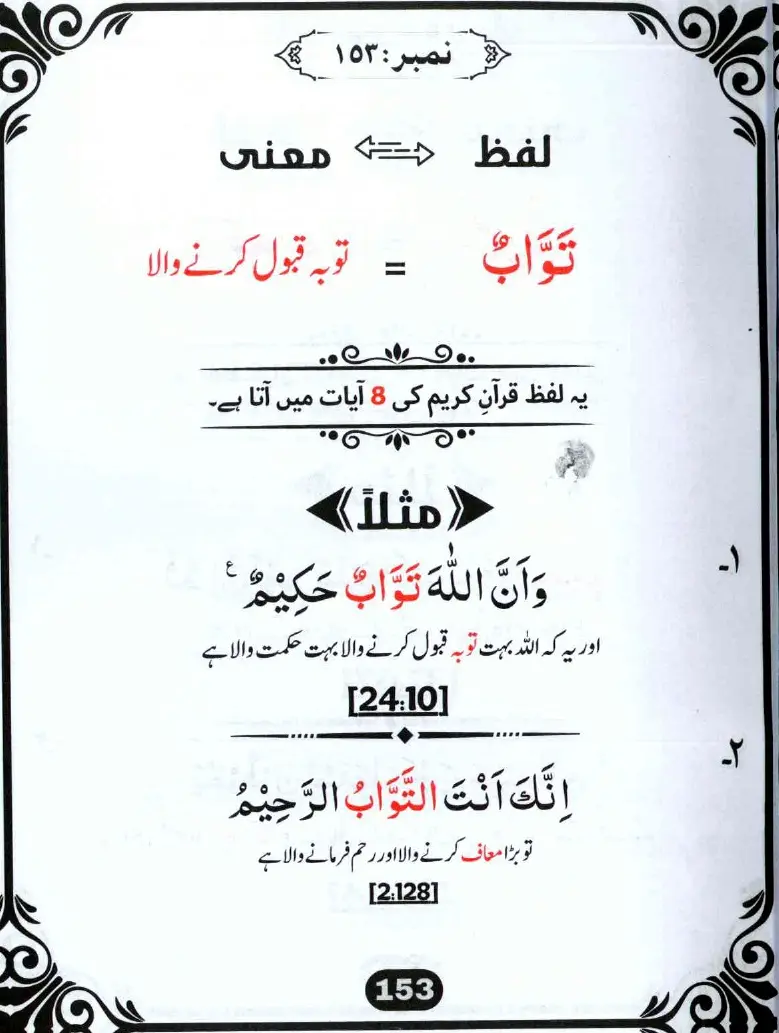 نمبر: ۱۵۳
لفظ ⇐⇒ معنی
تَوَّابٌ = توبہ قبول کرنے والا
یہ لفظ قرآنِ کریم کی 8 آیات میں آتا ہے۔
مثلاً
۱۔
وَاَنَّ اللّٰهَ تَوَّابٌ حَكِيْمٌ ع
اور یہ کہ اللہ بہت توبہ قبول کرنے والا بہت حکمت والا ہے
[24:10]
۲۔
اِنَّكَ اَنْتَ التَّوَّابُ الرَّحِيْمُ
تو بڑا معاف کرنے والا اور رحم فرمانے والا ہے
[2:128]
153